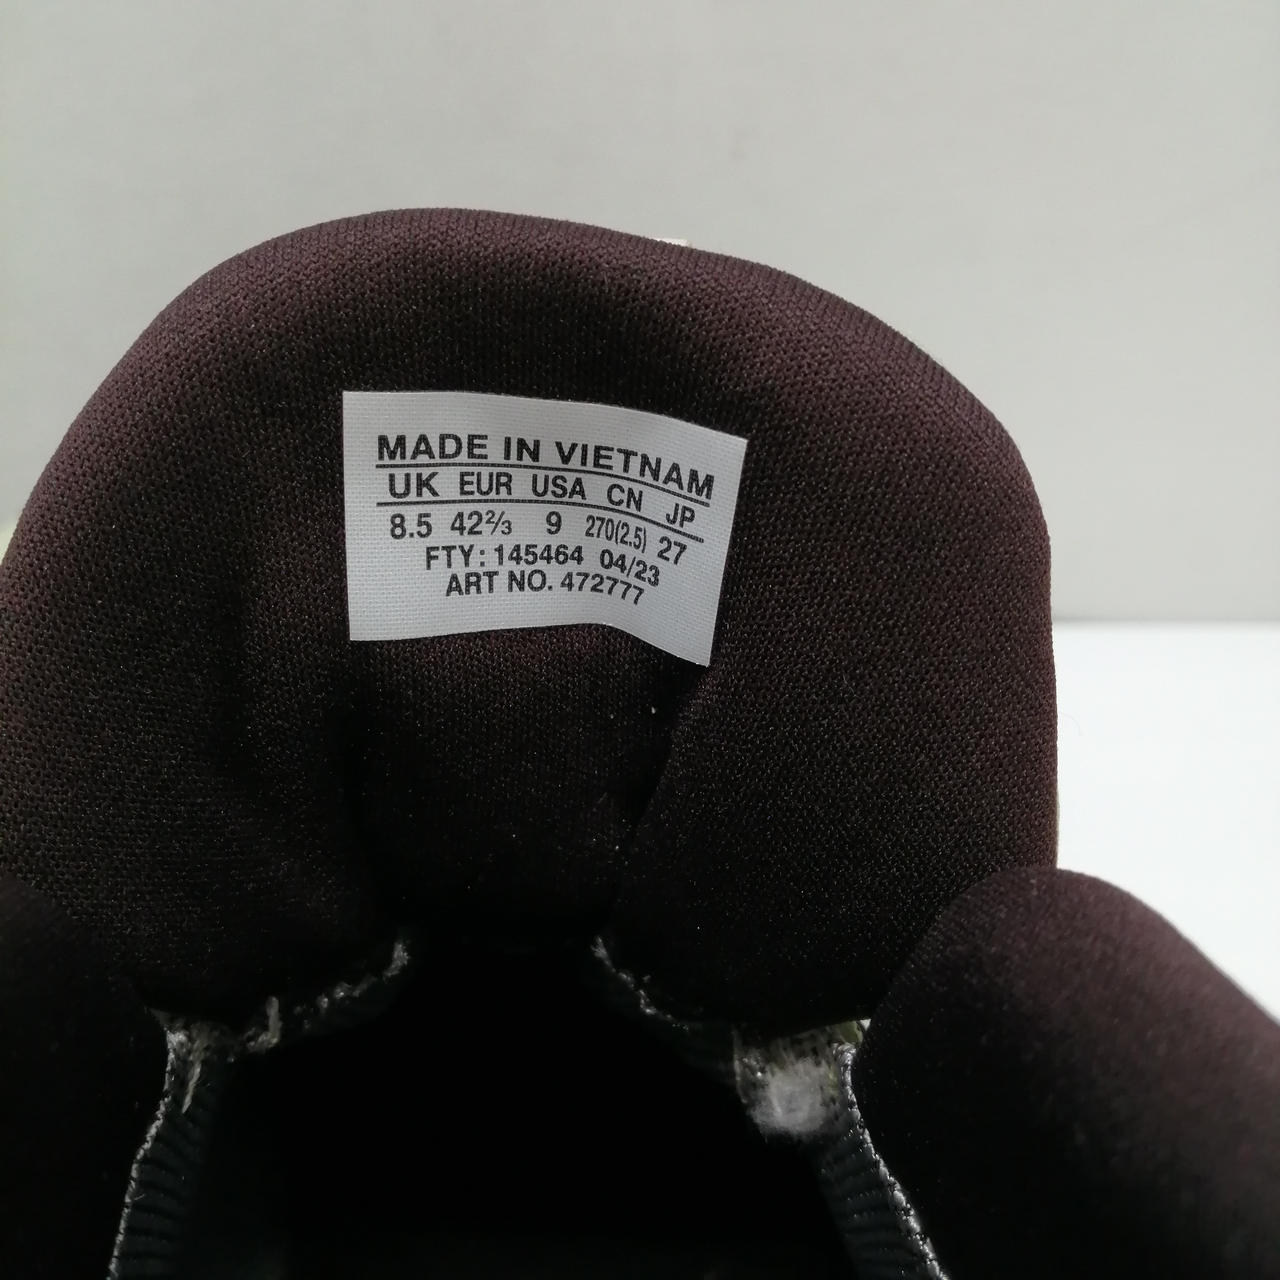 MADE IN VIETNAM
UK EUR USA CN JP
8.5 42⅔ 9 270(2.5) 27
FTY: 145464 04/23
ART NO. 472777